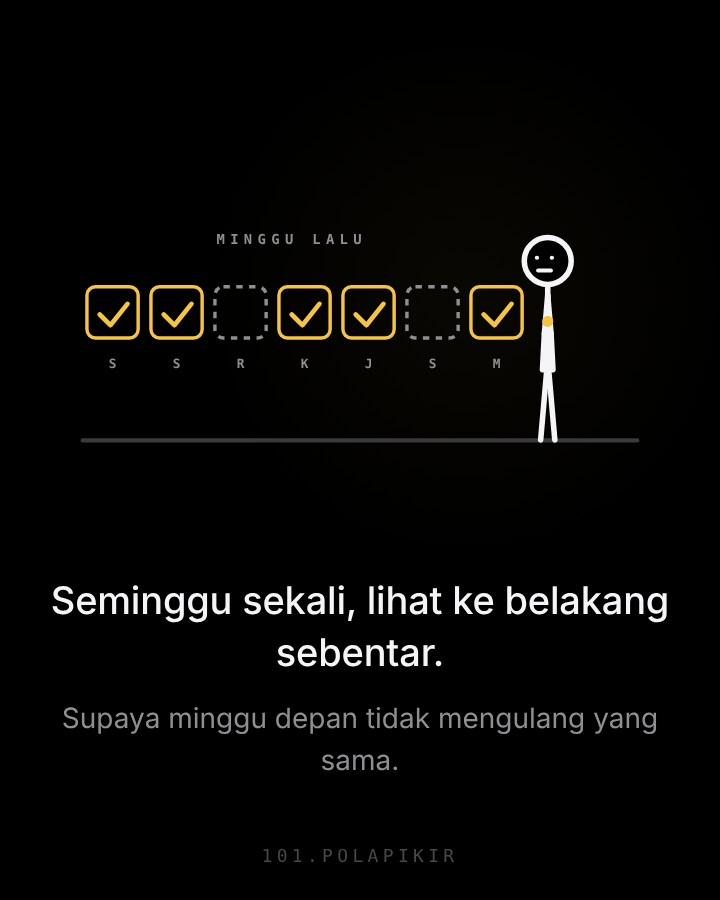 MINGGU LALU
S S R K J S M
Seminggu sekali, lihat ke belakang
sebentar.
Supaya minggu depan tidak mengulang yang
sama.
101.POLAPIKIR